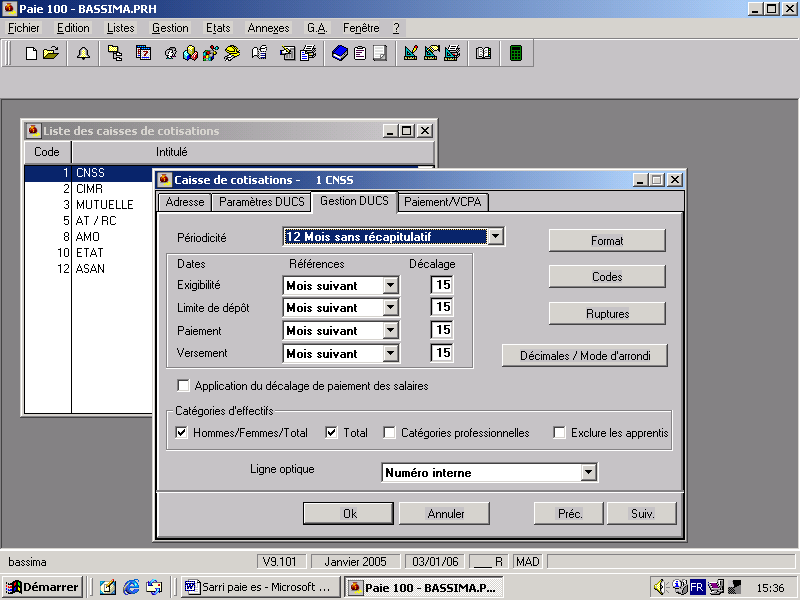 Paie 100 - BASSIMA.PRH
Fichier Edition Listes Gestion Etats Annexes G.A. Fenêtre ?
Liste des caisses de cotisations
Code Intitulé
1 CNSS
2 CIMR
3 MUTUELLE
5 AT / RC
8 AMO
10 ETAT
12 ASAN
Caisse de cotisations - 1 CNSS
Adresse Paramètres DUCS Gestion DUCS Paiement/VCPA
Périodicité 12 Mois sans récapitulatif Format
Dates Références Décalage
Codes
Exigibilité Mois suivant 15
Limite de dépôt Mois suivant 15
Ruptures
Paiement Mois suivant 15
Versement Mois suivant 15
Décimales / Mode d'arrondi
Application du décalage de paiement des salaires
Catégories d'effectifs
Hommes/Femmes/Total Total Catégories professionnelles Exclure les apprentis
Ligne optique Numéro interne
Ok Annuler Préc. Suiv.
bassima V9.101 Janvier 2005 03/01/06 ___ R MAD
Démarrer Sarri paie es - Microsoft ... Paie 100 - BASSIMA.P... FR 15:36